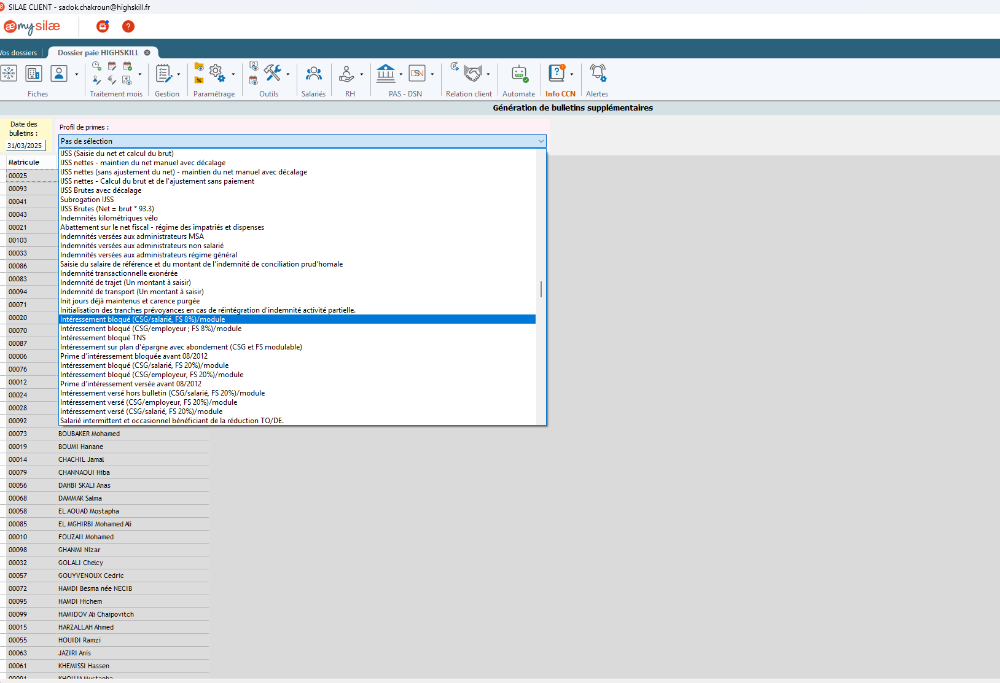 SILAE CLIENT - sadok.chakroun@highskill.fr
æ my silæ
?
Vos dossiers
Dossier paie HIGHSKILL
Fiches
Traitement mois
Gestion
Paramétrage
Outils
Salariés
RH
PAS - DSN
Relation client
Automate
Info CCN
Alertes
Génération de bulletins supplémentaires
Date des
bulletins :
31/03/2025
Profil de primes :
Pas de sélection
IJSS (Saisie du net et calcul du brut)
IJSS nettes - maintien du net manuel avec décalage
IJSS nettes (sans ajustement du net) - maintien du net manuel avec décalage
IJSS nettes - Calcul du brut et de l'ajustement sans paiement
IJSS Brutes avec décalage
Subrogation IJSS
IJSS Brutes (Net = brut * 93.3)
Indemnités kilométriques vélo
Abattement sur le net fiscal - régime des impatriés et dispenses
Indemnités versées aux administrateurs MSA
Indemnités versées aux administrateurs non salarié
Indemnités versées aux administrateurs régime général
Saisie du salaire de référence et du montant de l'indemnité de conciliation prud'homale
Indemnité transactionnelle exonérée
Indemnité de trajet (Un montant à saisir)
Indemnité de transport (Un montant à saisir)
Init jours déjà maintenus et carence purgée
Initialisation des tranches prévoyances en cas de réintégration d'indemnité activité partielle.
Intéressement bloqué (CSG/salarié, FS 8%)/module
Intéressement bloqué (CSG/employeur ; FS 8%)/module
Intéressement bloqué TNS
Intéressement sur plan d'épargne avec abondement (CSG et FS modulable)
Prime d'intéressement bloquée avant 08/2012
Intéressement bloqué (CSG/salarié, FS 20%)/module
Intéressement bloqué (CSG/employeur, FS 20%)/module
Prime d'intéressement versée avant 08/2012
Intéressement versé hors bulletin (CSG/salarié, FS 20%)/module
Intéressement versé (CSG/employeur, FS 20%)/module
Intéressement versé (CSG/salarié, FS 20%)/module
Salarié intermittent et occasionnel bénéficiant de la réduction TO/DE.
Matricule
00025
00093
00041
00043
00021
00103
00033
00086
00083
00094
00071
00020
00070
00087
00006
00076
00012
00024
00028
00092
00073 BOUBAKER Mohamed
00019 BOUMI Hanane
00014 CHACHIL Jamal
00079 CHANNAOUI Hiba
00056 DAHBI SKALI Anas
00068 DAMMAK Salma
00058 EL AOUAD Mostapha
00085 EL MGHIRBI Mohamed Ali
00010 FOUZAII Mohamed
00098 GHANMI Nizar
00032 GOLALI Chelcy
00057 GOUYVENOUX Cedric
00072 HAMDI Besma née NECIB
00095 HAMDI Hichem
00099 HAMIDOV Ali Chaipovitch
00015 HARZALLAH Ahmed
00055 HOUIDI Ramzi
00063 JAZIRI Anis
00061 KHEMISSI Hassen
00091 KHOUJA Mustapha